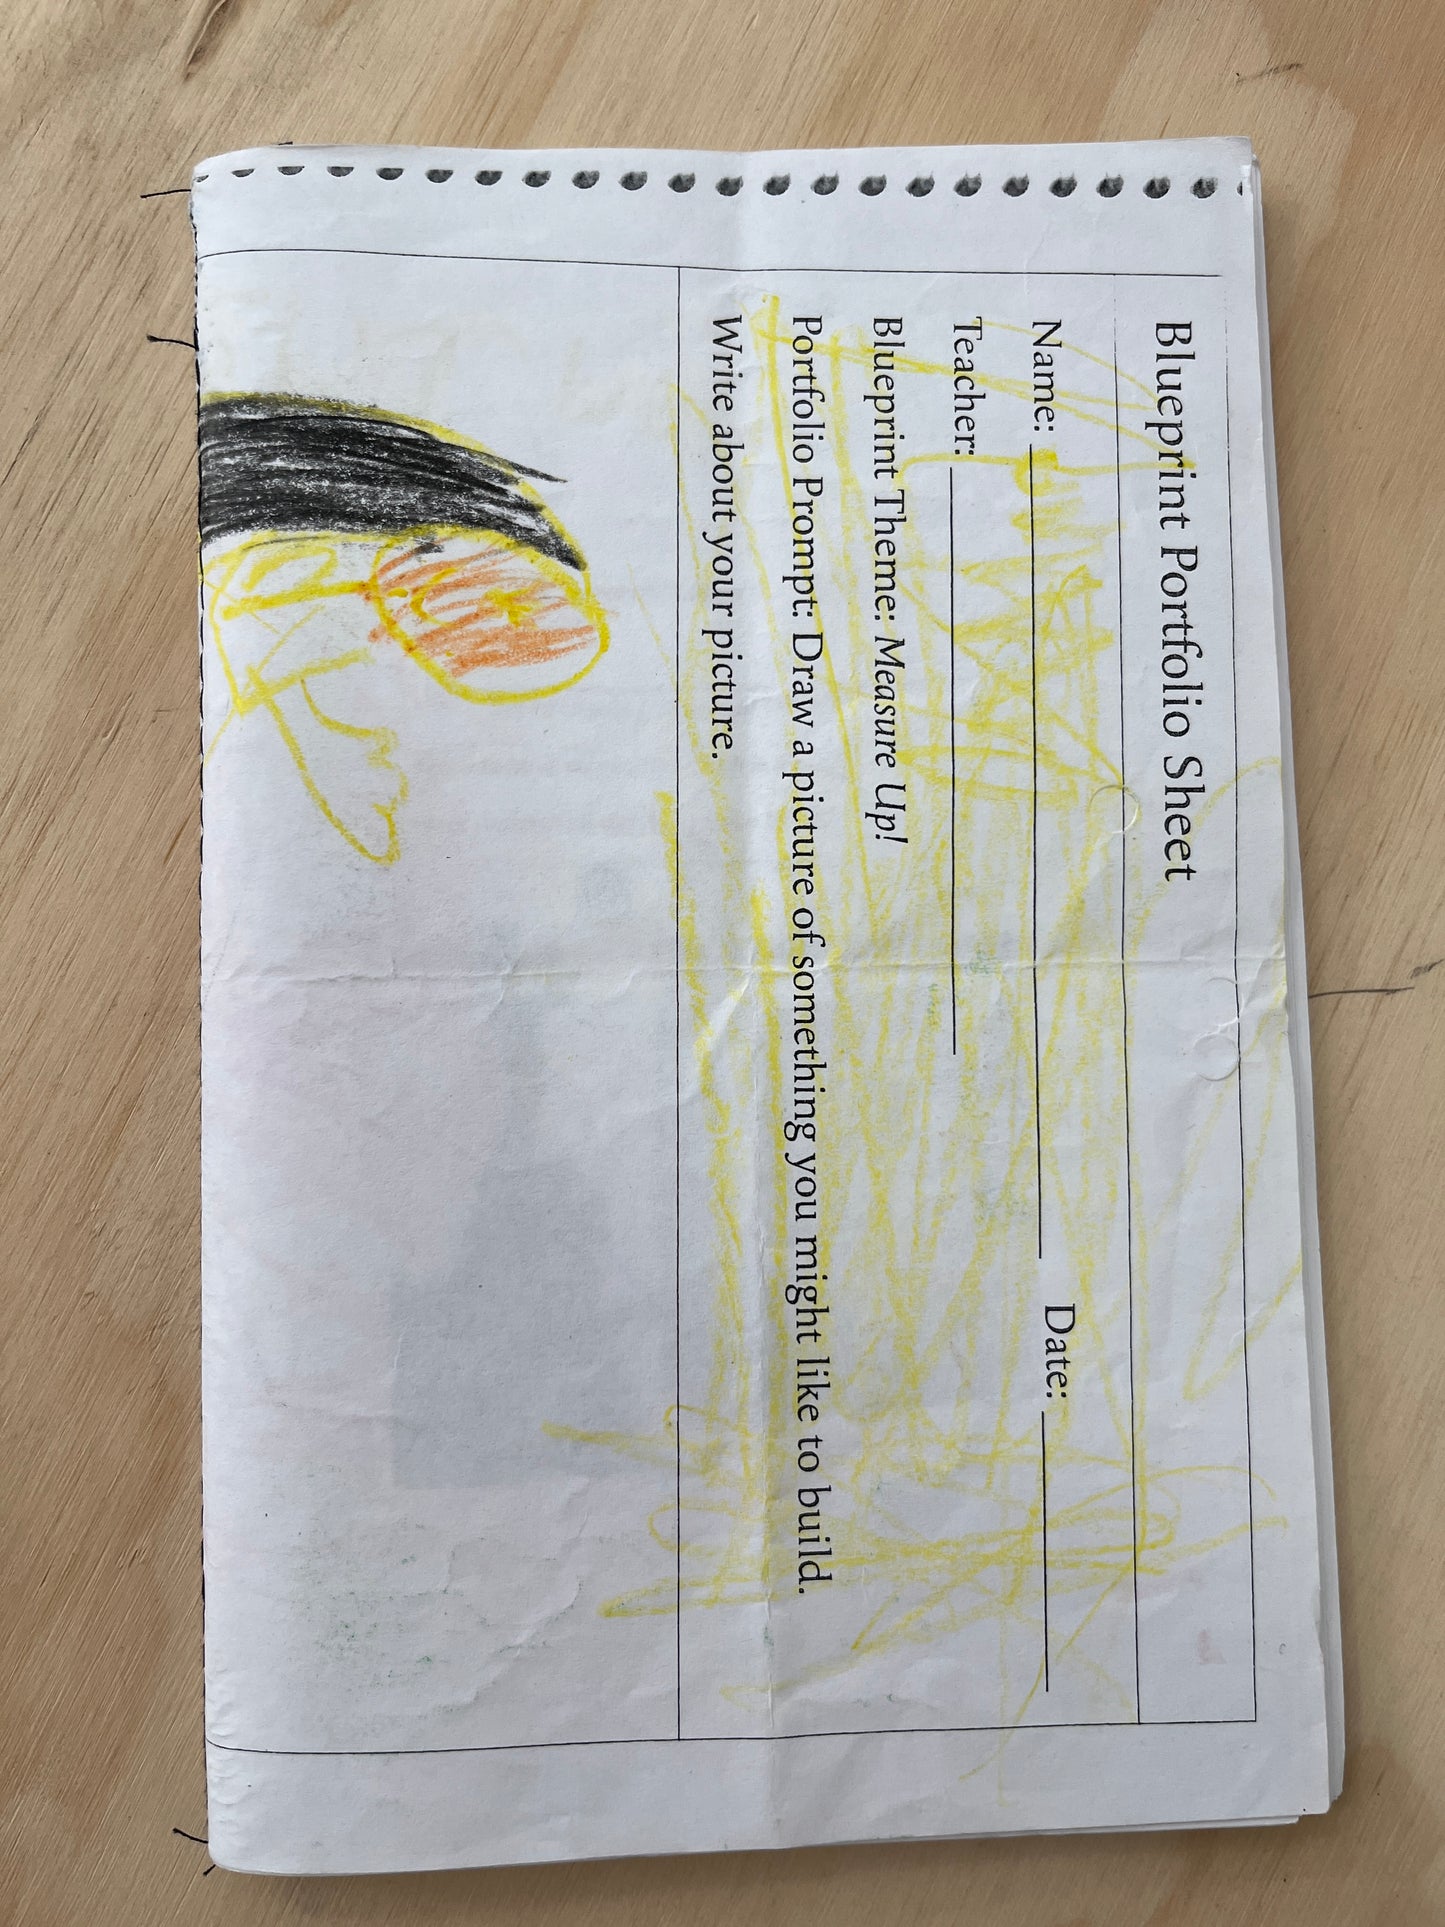 Blueprint Portfolio Sheet
Name: Date:
Teacher:
Blueprint Theme: Measure Up!
Portfolio Prompt: Draw a picture of something you might like to build.
Write about your picture.